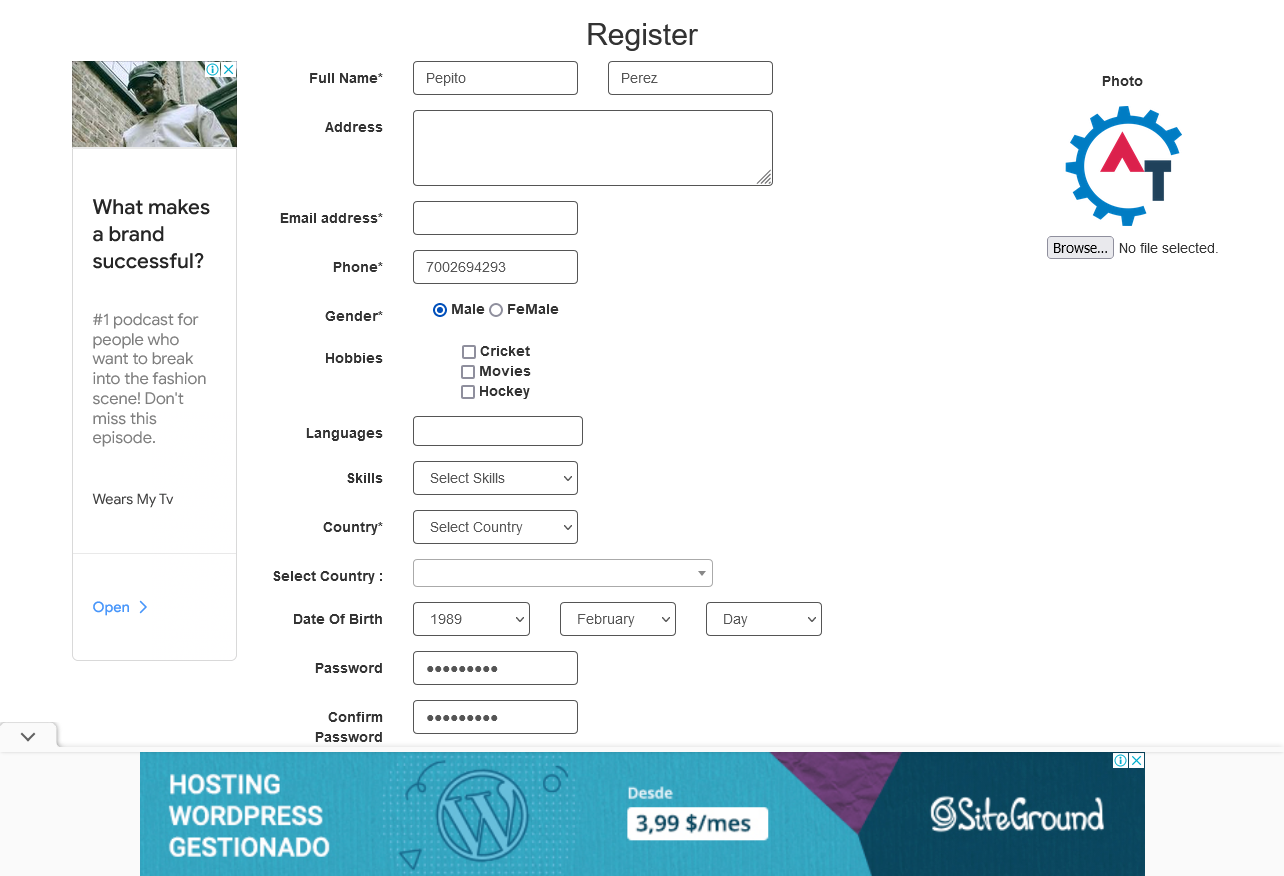 Register
Full Name*
Pepito
Perez
Photo
Address
Email address*
Browse...
No file selected.
Phone*
7002694293
Gender*
Male
FeMale
Hobbies
Cricket
Movies
Hockey
Languages
Skills
Select Skills
Country*
Select Country
Select Country :
Date Of Birth
1989
February
Day
Password
●●●●●●●●●
Confirm
Password
●●●●●●●●●
What makes
a brand
successful?
#1 podcast for
people who
want to break
into the fashion
scene! Don't
miss this
episode.
Wears My Tv
Open
AT
HOSTING
WORDPRESS
GESTIONADO
W
Desde
3,99 $/mes
SiteGround